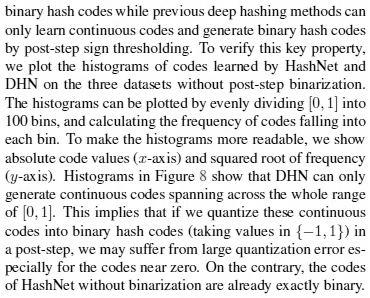 binary hash codes while previous deep hashing methods can
only learn continuous codes and generate binary hash codes
by post-step sign thresholding. To verify this key property,
we plot the histograms of codes learned by HashNet and
DHN on the three datasets without post-step binarization.
The histograms can be plotted by evenly dividing [0, 1] into
100 bins, and calculating the frequency of codes falling into
each bin. To make the histograms more readable, we show
absolute code values (x-axis) and squared root of frequency
(y-axis). Histograms in Figure 8 show that DHN can only
generate continuous codes spanning across the whole range
of [0, 1]. This implies that if we quantize these continuous
codes into binary hash codes (taking values in {−1, 1}) in
a post-step, we may suffer from large quantization error es-
pecially for the codes near zero. On the contrary, the codes
of HashNet without binarization are already exactly binary.